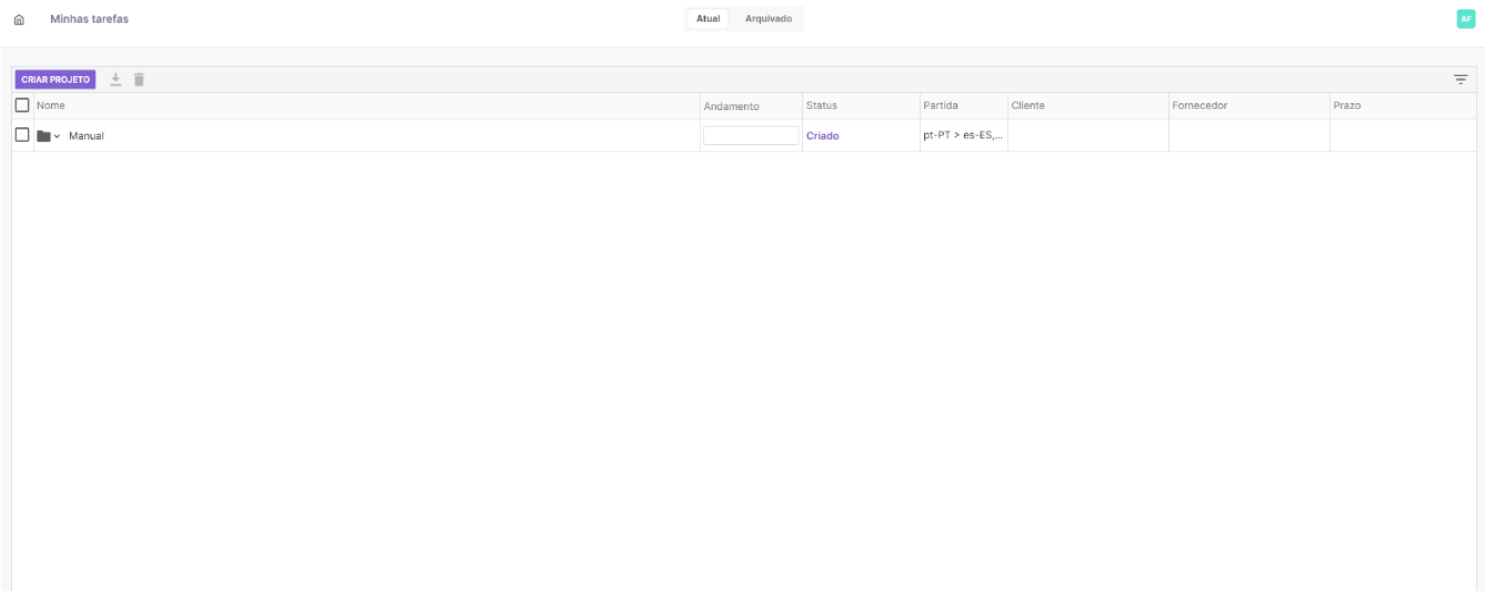 Minhas tarefas
Atual Arquivado
AF
CRIAR PROJETO
Nome Andamento Status Partida Cliente Fornecedor Prazo
Manual Criado pt-PT > es-ES,...